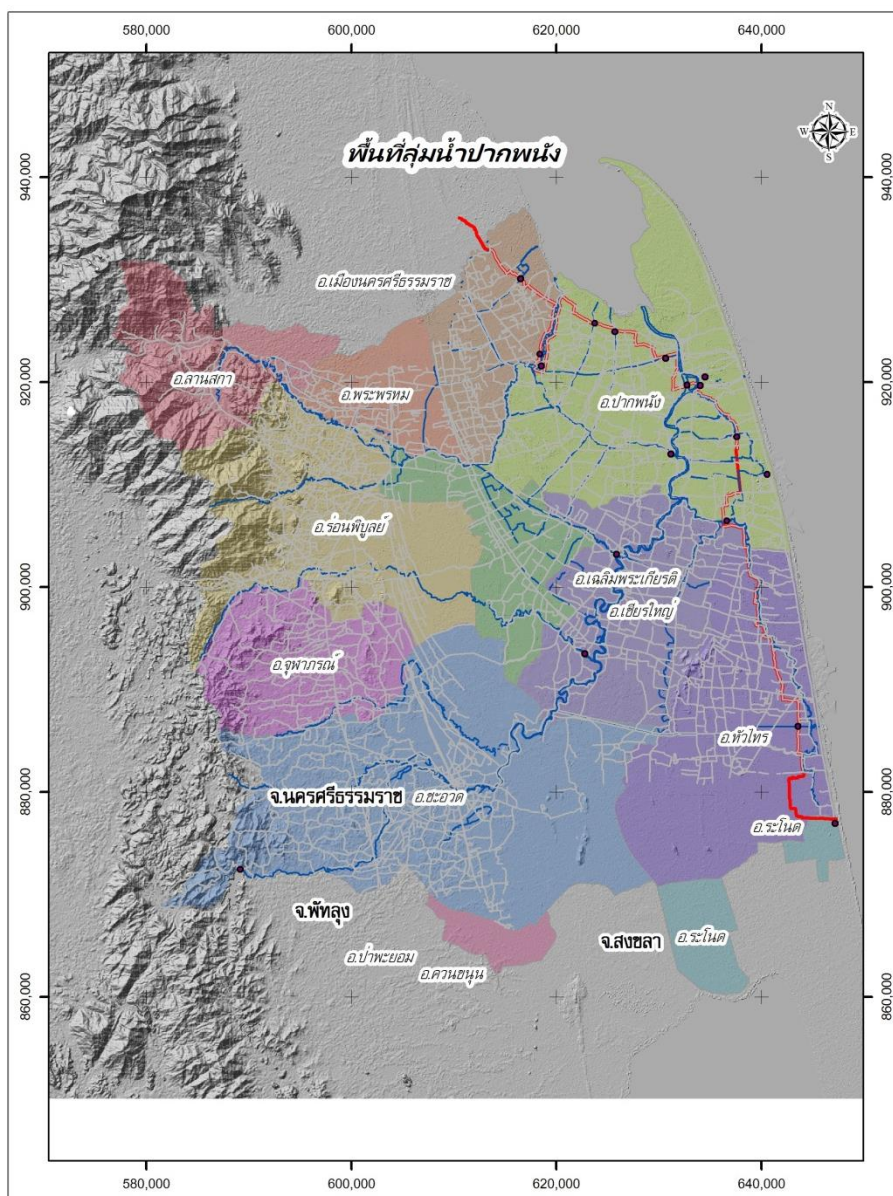 580,000 600,000 620,000 640,000
N
W E
S
พื้นที่ลุ่มน้ำปากพนัง
940,000 940,000
อ.เมืองนครศรีธรรมราช
920,000 920,000
อ.ลานสกา
อ.พระพรหม
อ.ปากพนัง
อ.ร่อนพิบูลย์
900,000 900,000
อ.เฉลิมพระเกียรติ
อ.เชียรใหญ่
อ.จุฬาภรณ์
อ.หัวไทร
880,000 880,000
จ.นครศรีธรรมราช อ.ชะอวด
อ.ระโนด
จ.พัทลุง จ.สงขลา อ.ระโนด
อ.ป่าพะยอม
อ.ควนขนุน
860,000 860,000
580,000 600,000 620,000 640,000